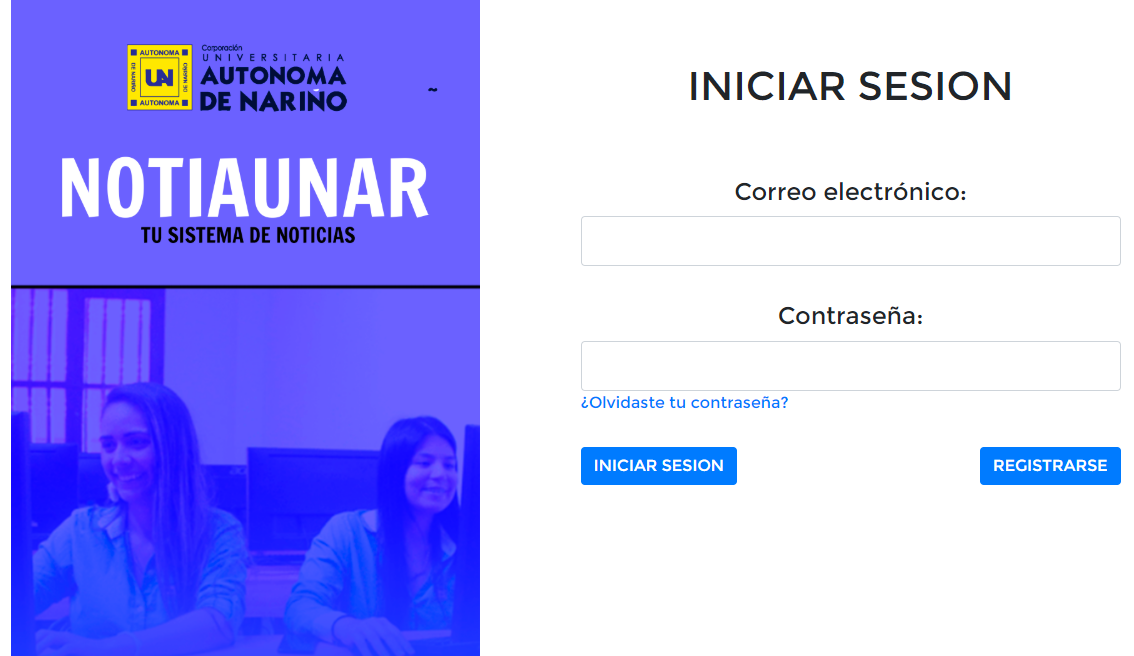 AUTONOMA
DE NARIÑO
UAN
DE NARIÑO
AUTONOMA
Corporación
UNIVERSITARIA
AUTONOMA
DE NARIÑO
~
NOTIAUNAR
TU SISTEMA DE NOTICIAS
INICIAR SESION
Correo electrónico:
Contraseña:
¿Olvidaste tu contraseña?
INICIAR SESION
REGISTRARSE